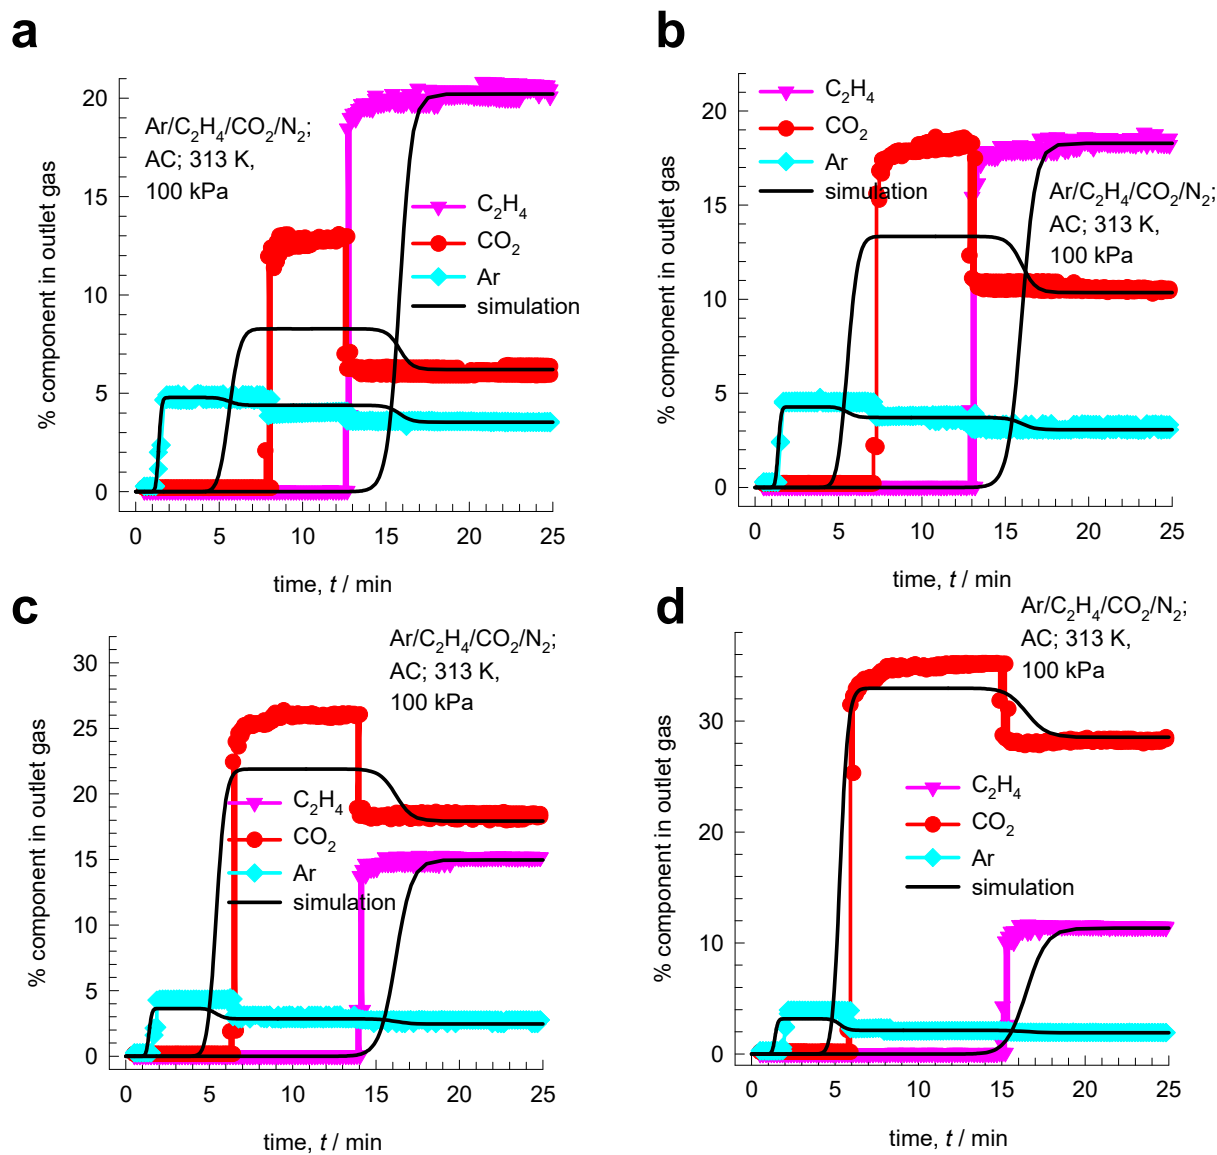 a
% component in outlet gas
20
15
10
5
0
Ar/C₂H₄/CO₂/N₂;
AC; 313 K,
100 kPa
C₂H₄
CO₂
Ar
simulation
0 5 10 15 20 25
time, t / min
b
% component in outlet gas
20
15
10
5
0
C₂H₄
CO₂
Ar
simulation
Ar/C₂H₄/CO₂/N₂;
AC; 313 K,
100 kPa
0 5 10 15 20 25
time, t / min
c
% component in outlet gas
30
25
20
15
10
5
0
Ar/C₂H₄/CO₂/N₂;
AC; 313 K,
100 kPa
C₂H₄
CO₂
Ar
simulation
0 5 10 15 20 25
time, t / min
d
% component in outlet gas
30
20
10
0
Ar/C₂H₄/CO₂/N₂;
AC; 313 K,
100 kPa
C₂H₄
CO₂
Ar
simulation
0 5 10 15 20 25
time, t / min